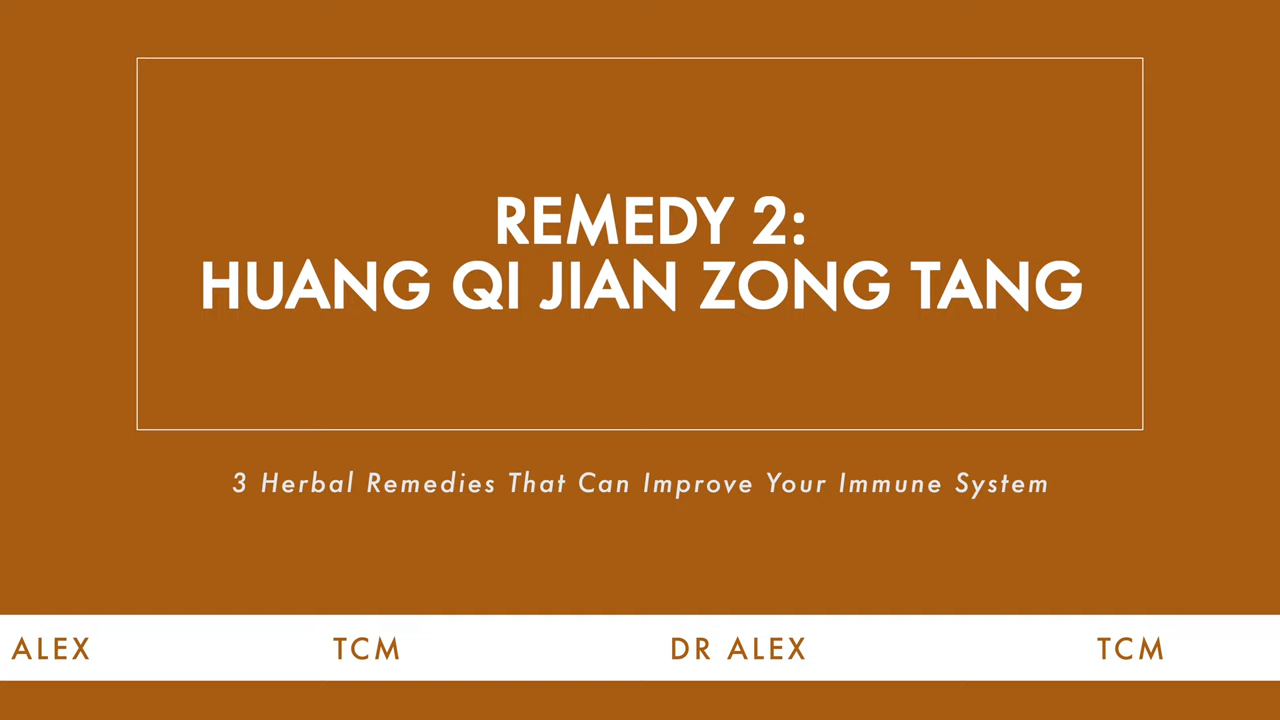 REMEDY 2:
HUANG QI JIAN ZONG TANG
3 Herbal Remedies That Can Improve Your Immune System
ALEX TCM DR ALEX TCM